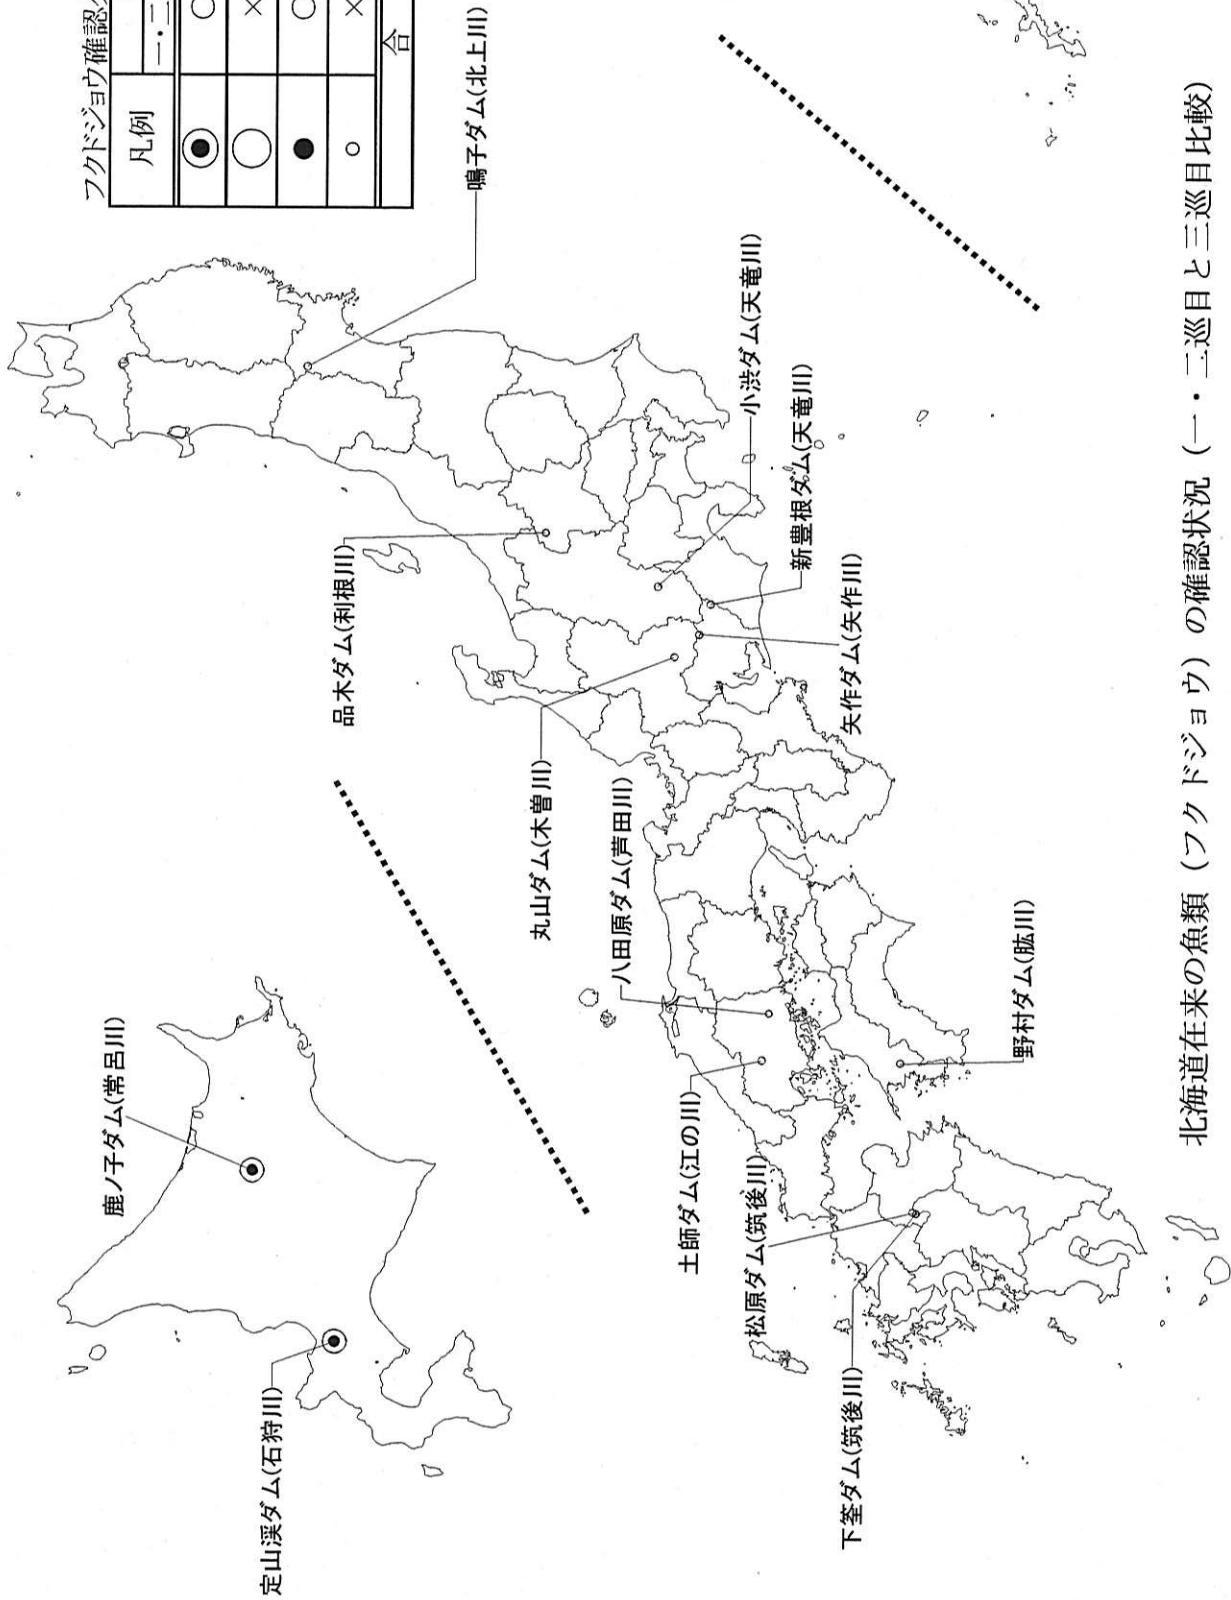 フクドジョウ確認
凡例
一・二
◎ ○
○ ×
● ○
○ ×
合
鹿ノ子ダム(常呂川)
定山渓ダム(石狩川)
鳴子ダム(北上川)
品木ダム(利根川)
丸山ダム(木曽川)
小渋ダム(天竜川)
新豊根ダム(天竜川)
矢作ダム(矢作川)
八田原ダム(芦田川)
土師ダム(江の川)
野村ダム(肱川)
松原ダム(筑後川)
下筌ダム(筑後川)
北海道在来の魚類（フクドジョウ）の確認状況（一・二巡目と三巡目比較）